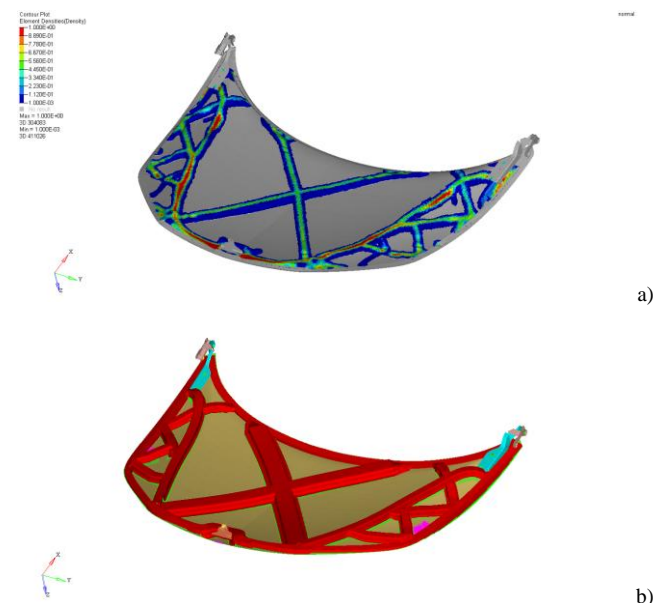 Contour Plot
Element Densities(Density)
1.000E+00
8.890E-01
7.780E-01
6.670E-01
5.560E-01
4.450E-01
3.340E-01
2.230E-01
1.120E-01
1.000E-03
No result
Max = 1.000E+00
3D 304083
Min = 1.000E-03
3D 411026
normal
X
Y
Z
a)
X
Y
Z
b)